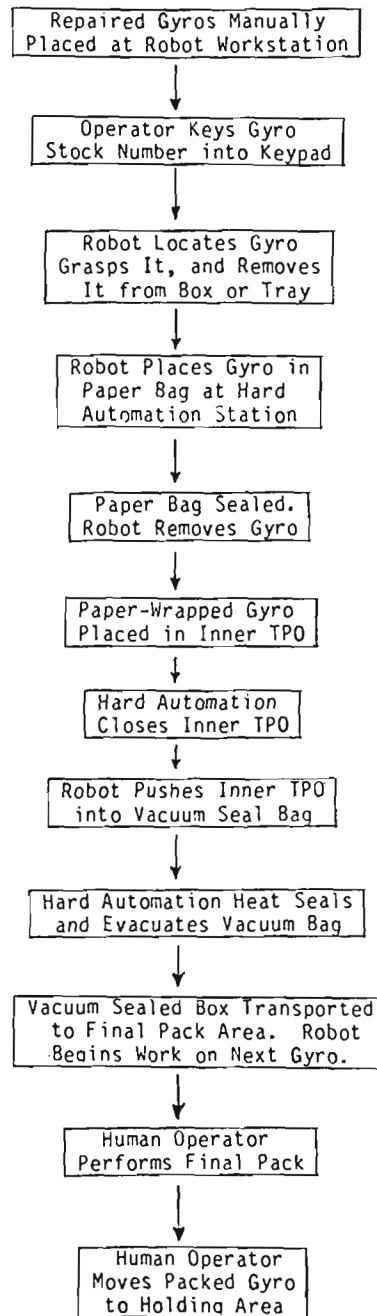 Repaired Gyros Manually
Placed at Robot Workstation
Operator Keys Gyro
Stock Number into Keypad
Robot Locates Gyro
Grasps It, and Removes
It from Box or Tray
Robot Places Gyro in
Paper Bag at Hard
Automation Station
Paper Bag Sealed.
Robot Removes Gyro
Paper-Wrapped Gyro
Placed in Inner TPO
Hard Automation
Closes Inner TPO
Robot Pushes Inner TPO
into Vacuum Seal Bag
Hard Automation Heat Seals
and Evacuates Vacuum Bag
Vacuum Sealed Box Transported
to Final Pack Area. Robot
Begins Work on Next Gyro.
Human Operator
Performs Final Pack
Human Operator
Moves Packed Gyro
to Holding Area